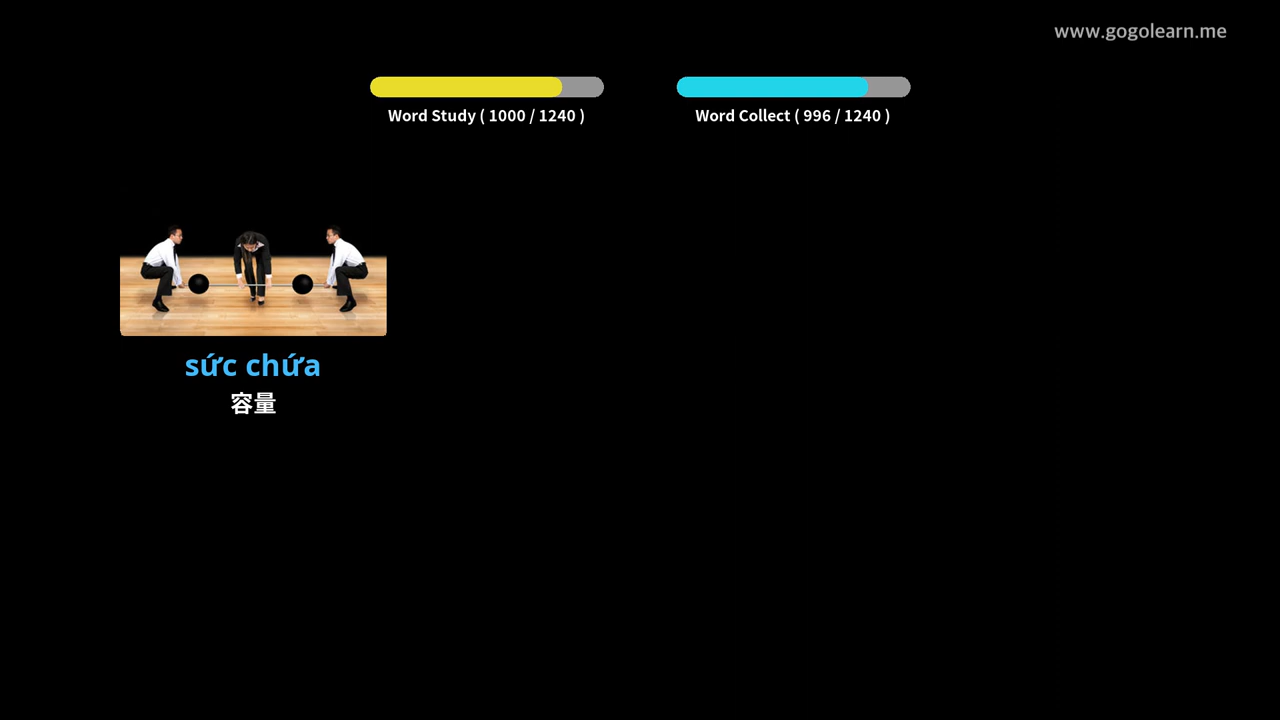 www.gogolearn.me
Word Study ( 1000 / 1240 )
Word Collect ( 996 / 1240 )
sức chứa
容量